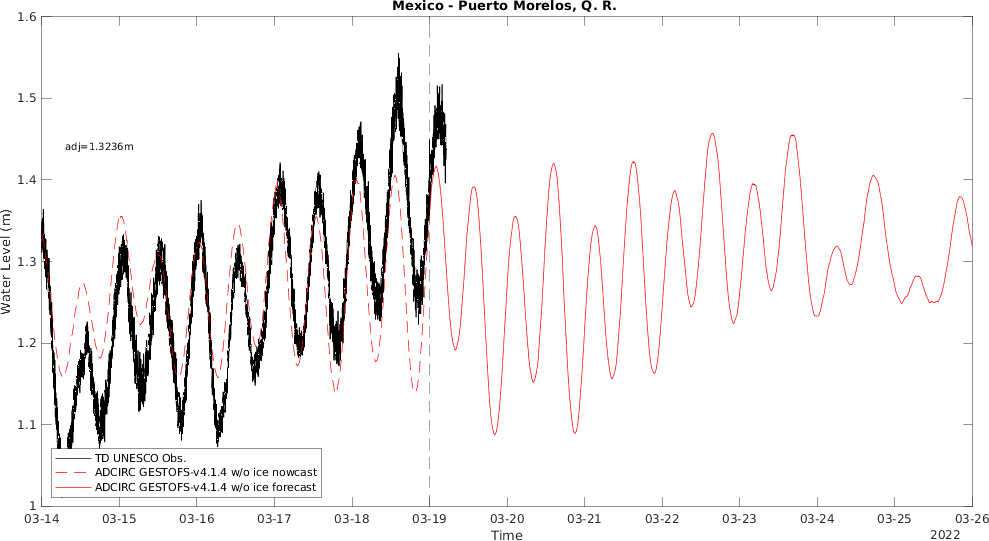 Mexico - Puerto Morelos, Q. R.
1.6
1.5
1.4
1.3
1.2
1.1
1
Water Level (m)
adj=1.3236m
TD UNESCO Obs.
ADCIRC GESTOFS-v4.1.4 w/o ice nowcast
ADCIRC GESTOFS-v4.1.4 w/o ice forecast
03-14 03-15 03-16 03-17 03-18 03-19 03-20 03-21 03-22 03-23 03-24 03-25 03-26
Time
2022